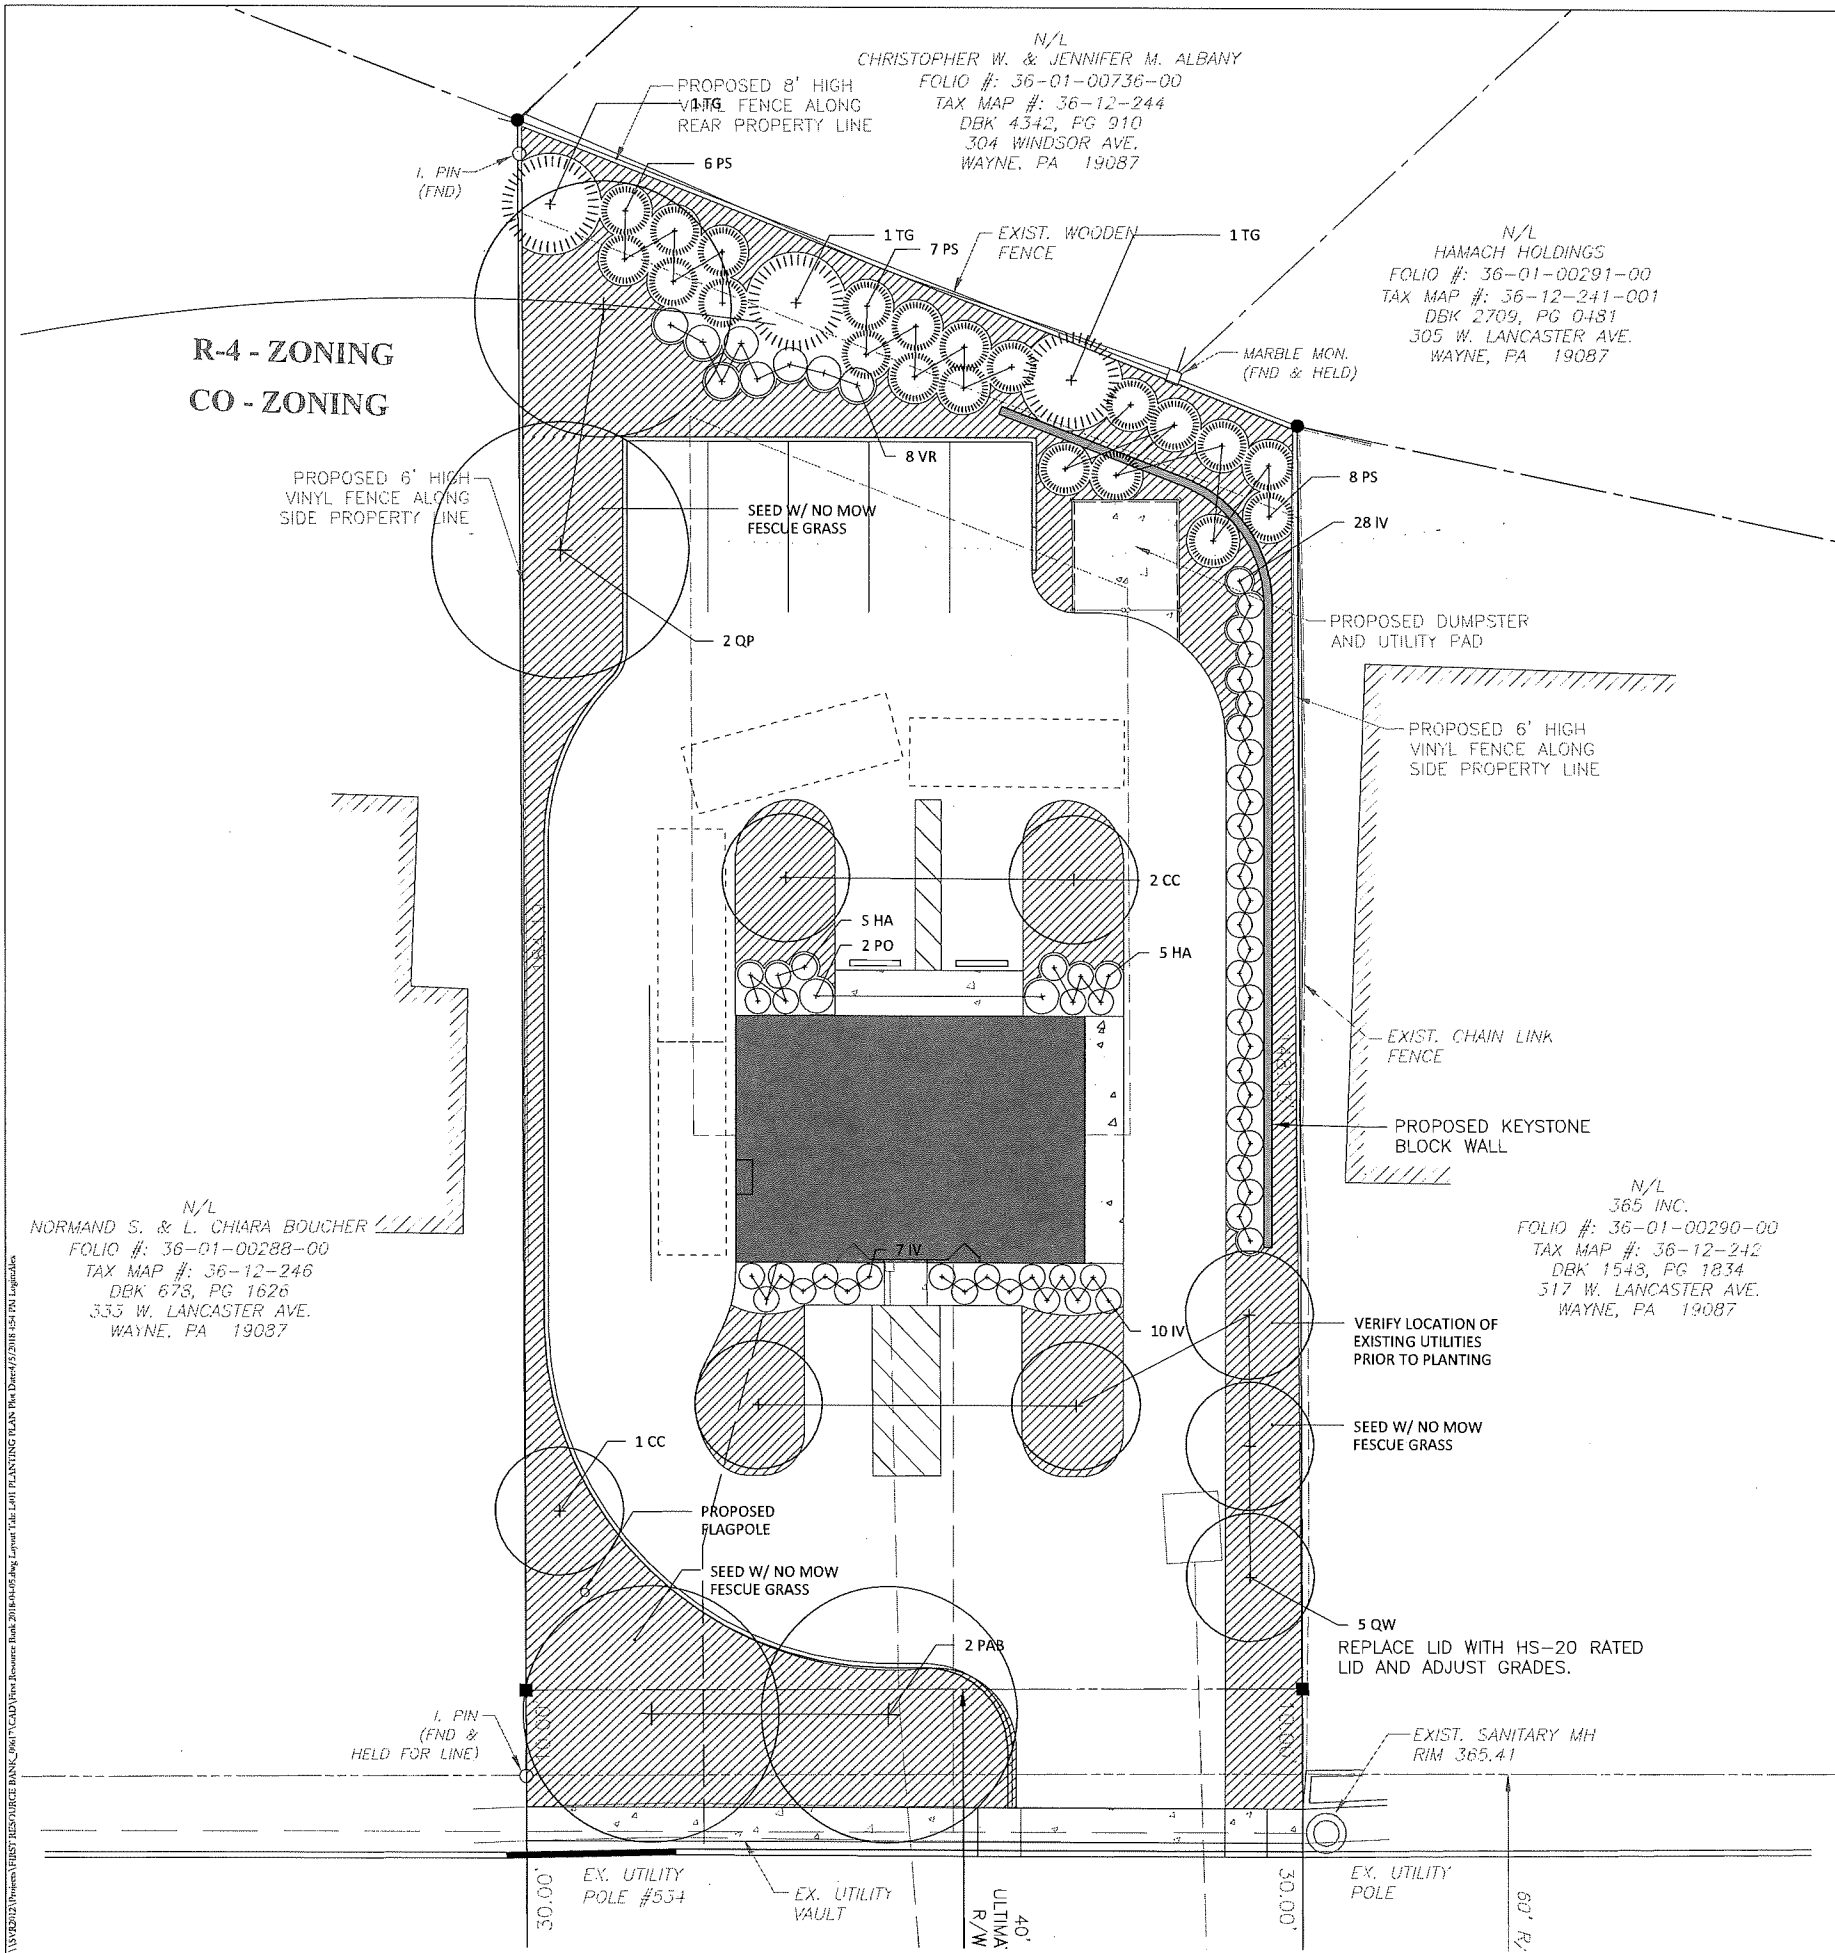 N/L
CHRISTOPHER W. & JENNIFER M. ALBANY
FOLIO #: 36-01-00736-00
TAX MAP #: 36-12-244
DBK 4342, PG 910
304 WINDSOR AVE.
WAYNE, PA 19087
PROPOSED 8' HIGH
VINYL FENCE ALONG
REAR PROPERTY LINE
1 TG
6 PS
I. PIN
(FND)
1 TG
7 PS
EXIST. WOODEN
FENCE
1 TG
N/L
HAMACH HOLDINGS
FOLIO #: 36-01-00291-00
TAX MAP #: 36-12-241-001
DBK 2709, PG 0481
305 W. LANCASTER AVE.
WAYNE, PA 19087
MARBLE MON.
(FND & HELD)
R-4 - ZONING
CO - ZONING
8 VR
PROPOSED 6' HIGH
VINYL FENCE ALONG
SIDE PROPERTY LINE
SEED W/ NO MOW
FESCUE GRASS
8 PS
28 IV
2 QP
PROPOSED DUMPSTER
AND UTILITY PAD
PROPOSED 6' HIGH
VINYL FENCE ALONG
SIDE PROPERTY LINE
2 CC
5 HA
2 PO
5 HA
EXIST. CHAIN LINK
FENCE
PROPOSED KEYSTONE
BLOCK WALL
N/L
NORMAND S. & L. CHIARA BOUCHER
FOLIO #: 36-01-00288-00
TAX MAP #: 36-12-246
DBK 678, PG 1626
333 W. LANCASTER AVE.
WAYNE, PA 19087
N/L
365 INC.
FOLIO #: 36-01-00290-00
TAX MAP #: 36-12-242
DBK 1548, PG 1834
317 W. LANCASTER AVE.
WAYNE, PA 19087
7 IV
10 IV
VERIFY LOCATION OF
EXISTING UTILITIES
PRIOR TO PLANTING
SEED W/ NO MOW
FESCUE GRASS
1 CC
PROPOSED
FLAGPOLE
SEED W/ NO MOW
FESCUE GRASS
5 QW
REPLACE LID WITH HS-20 RATED
LID AND ADJUST GRADES.
2 PAB
I. PIN
(FND &
HELD FOR LINE)
10.00'
10.00'
EXIST. SANITARY MH
RIM 365.41
EX. UTILITY
POLE #534
EX. UTILITY
VAULT
EX. UTILITY
POLE
30.00'
30.00'
40'
R/W
60' R/